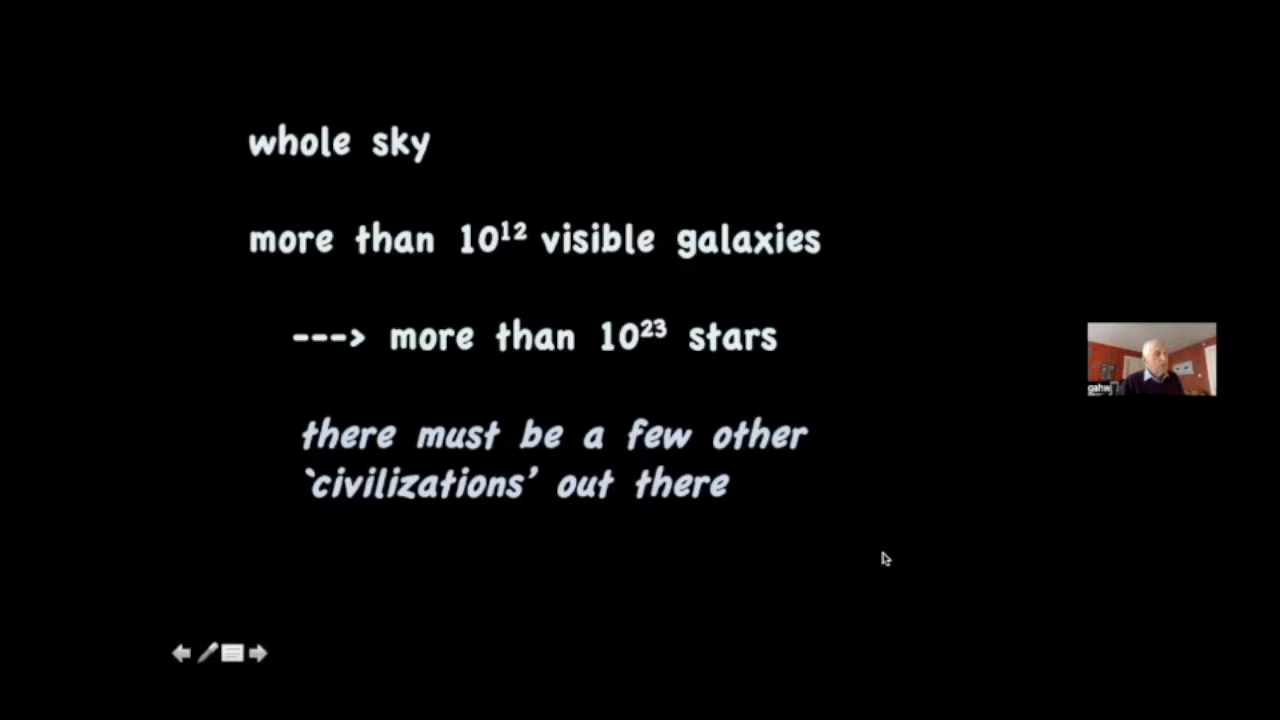 whole sky
more than 10¹² visible galaxies
---> more than 10²³ stars
there must be a few other
‘civilizations’ out there
gahw